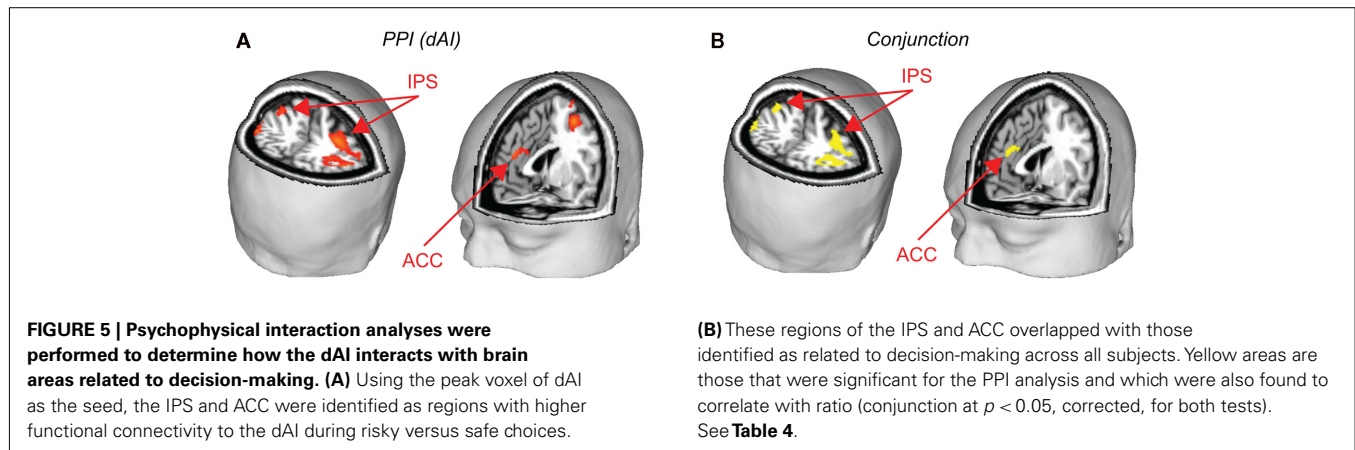 A
PPI (dAI)
IPS
ACC
B
Conjunction
IPS
ACC
FIGURE 5 | Psychophysical interaction analyses were
performed to determine how the dAI interacts with brain
areas related to decision-making. (A) Using the peak voxel of dAI
as the seed, the IPS and ACC were identified as regions with higher
functional connectivity to the dAI during risky versus safe choices.
(B) These regions of the IPS and ACC overlapped with those
identified as related to decision-making across all subjects. Yellow areas are
those that were significant for the PPI analysis and which were also found to
correlate with ratio (conjunction at p < 0.05, corrected, for both tests).
See Table 4.